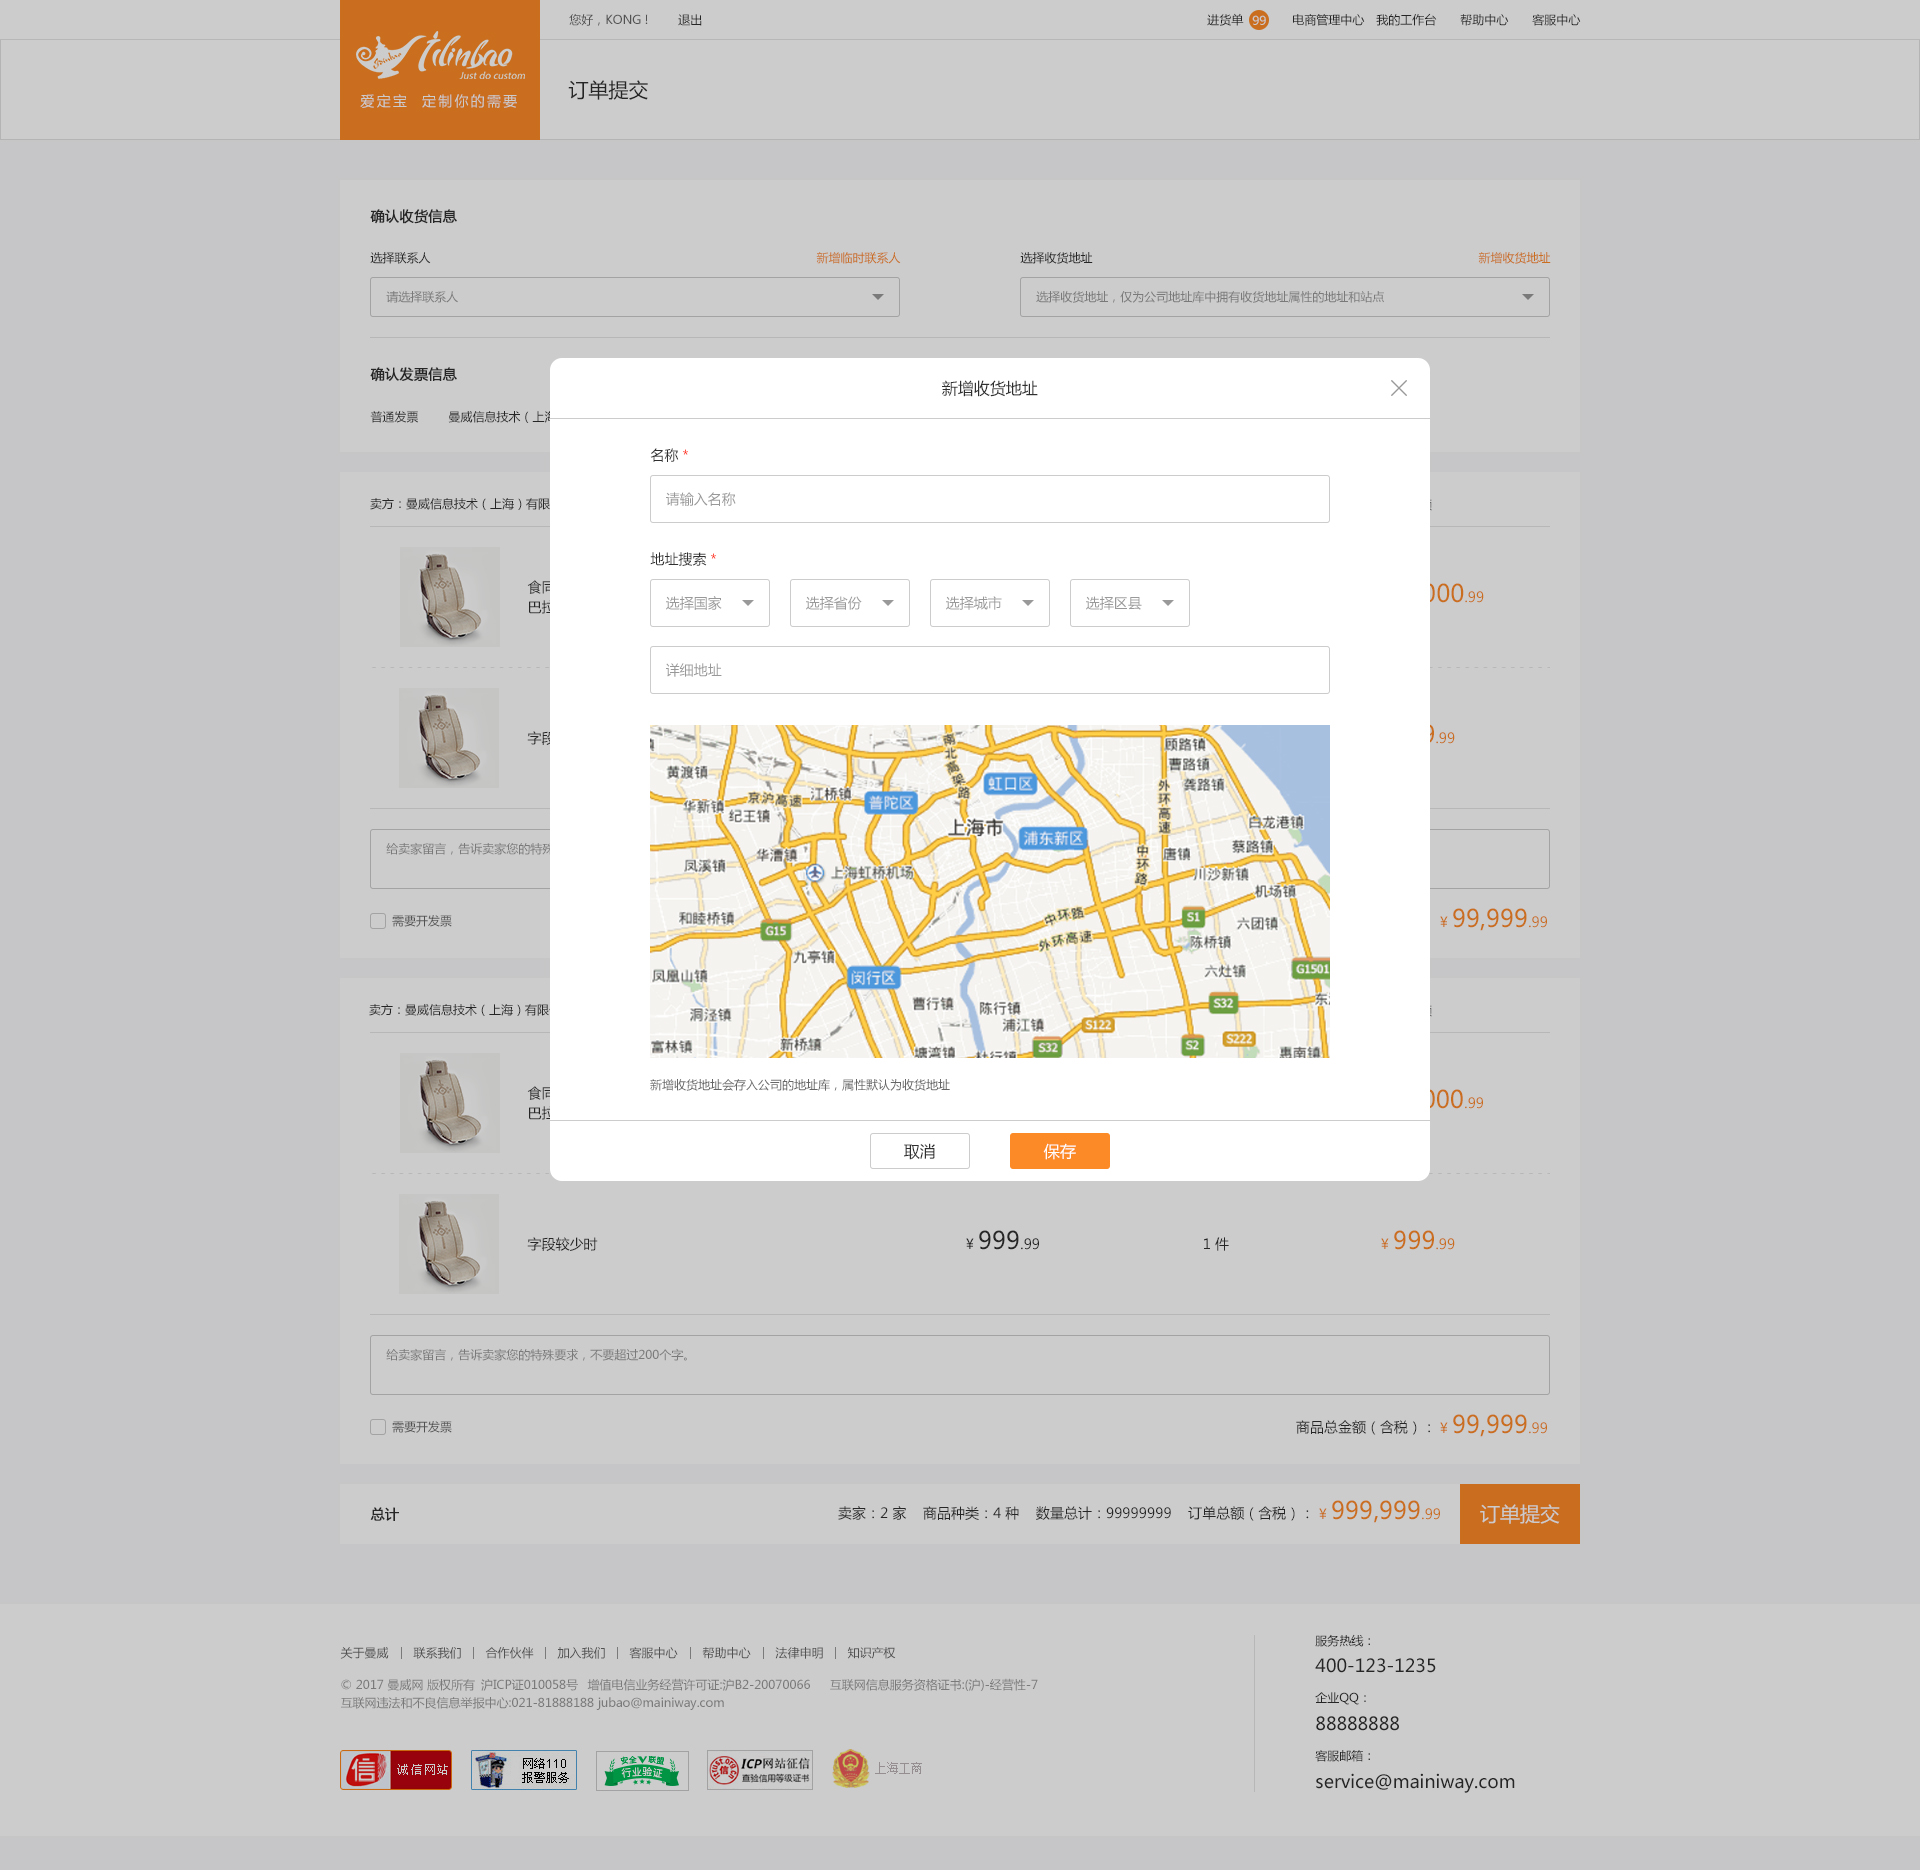 您好，KONG！
退出
进货单 99
电商管理中心
我的工作台
帮助中心
客服中心
tilinbao
Just do custom
爱定宝 定制你的需要
订单提交
确认收货信息
选择联系人
新增临时联系人
选择收货地址
新增收货地址
请选择联系人
选择收货地址，仅为公司地址库中拥有收货地址属性的地址和站点
确认发票信息
普通发票 曼威信息技术（上海
新增收货地址
名称 *
请输入名称
地址搜索 *
选择国家
选择省份
选择城市
选择区县
详细地址
南北高架路
顾路镇
曹路镇
黄渡镇
虹口区
外环高速
龚路镇
华新镇
京沪高速
江桥镇
普陀区
纪王镇
上海市
浦东新区
白龙港镇
凤溪镇
华漕镇
上海虹桥机场
中环路
唐镇
蔡路镇
川沙新镇
机场镇
和睦桥镇
G15
中环路
S1
六团镇
外环高速
陈桥镇
九亭镇
凤凰山镇
闵行区
六灶镇
G1501
曹行镇
陈行镇
S32
东
洞泾镇
浦江镇
S122
S222
富林镇
新桥镇
塘湾镇
杜行镇
S32
S2
惠南镇
新增收货地址会存入公司的地址库，属性默认为收货地址
取消
保存
卖方：曼威信息技术（上海）有限
食同
巴拉
000.99
字段
9.99
给卖家留言，告诉卖家您的特殊
需要开发票
¥ 99,999.99
卖方：曼威信息技术（上海）有限
食同
巴拉
000.99
字段较少时
¥ 999.99
1 件
¥ 999.99
给卖家留言，告诉卖家您的特殊要求，不要超过200个字。
需要开发票
商品总金额（含税）：¥ 99,999.99
总计
卖家：2 家 商品种类：4 种 数量总计：99999999 订单总额（含税）：¥ 999,999.99
订单提交
关于曼威 | 联系我们 | 合作伙伴 | 加入我们 | 客服中心 | 帮助中心 | 法律申明 | 知识产权
© 2017 曼威网 版权所有 沪ICP证010058号 增值电信业务经营许可证:沪B2-20070066 互联网信息服务资格证书:(沪)-经营性-7
互联网违法和不良信息举报中心:021-81888188 jubao@mainiway.com
信 诚信网站
网络110
报警服务
安全V联盟
行业验证
ICP网站征信
直验信用等级证书
上海工商
服务热线：
400-123-1235
企业QQ：
88888888
客服邮箱：
service@mainiway.com